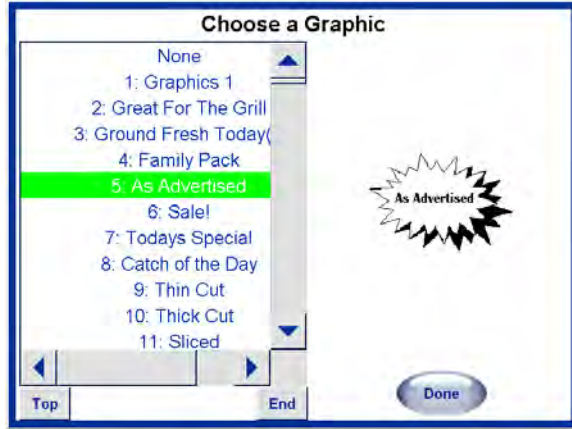 Choose a Graphic
None
1: Graphics 1
2: Great For The Grill
3: Ground Fresh Today(
4: Family Pack
5: As Advertised
6: Sale!
7: Todays Special
8: Catch of the Day
9: Thin Cut
10: Thick Cut
11: Sliced
As Advertised
Top
End
Done